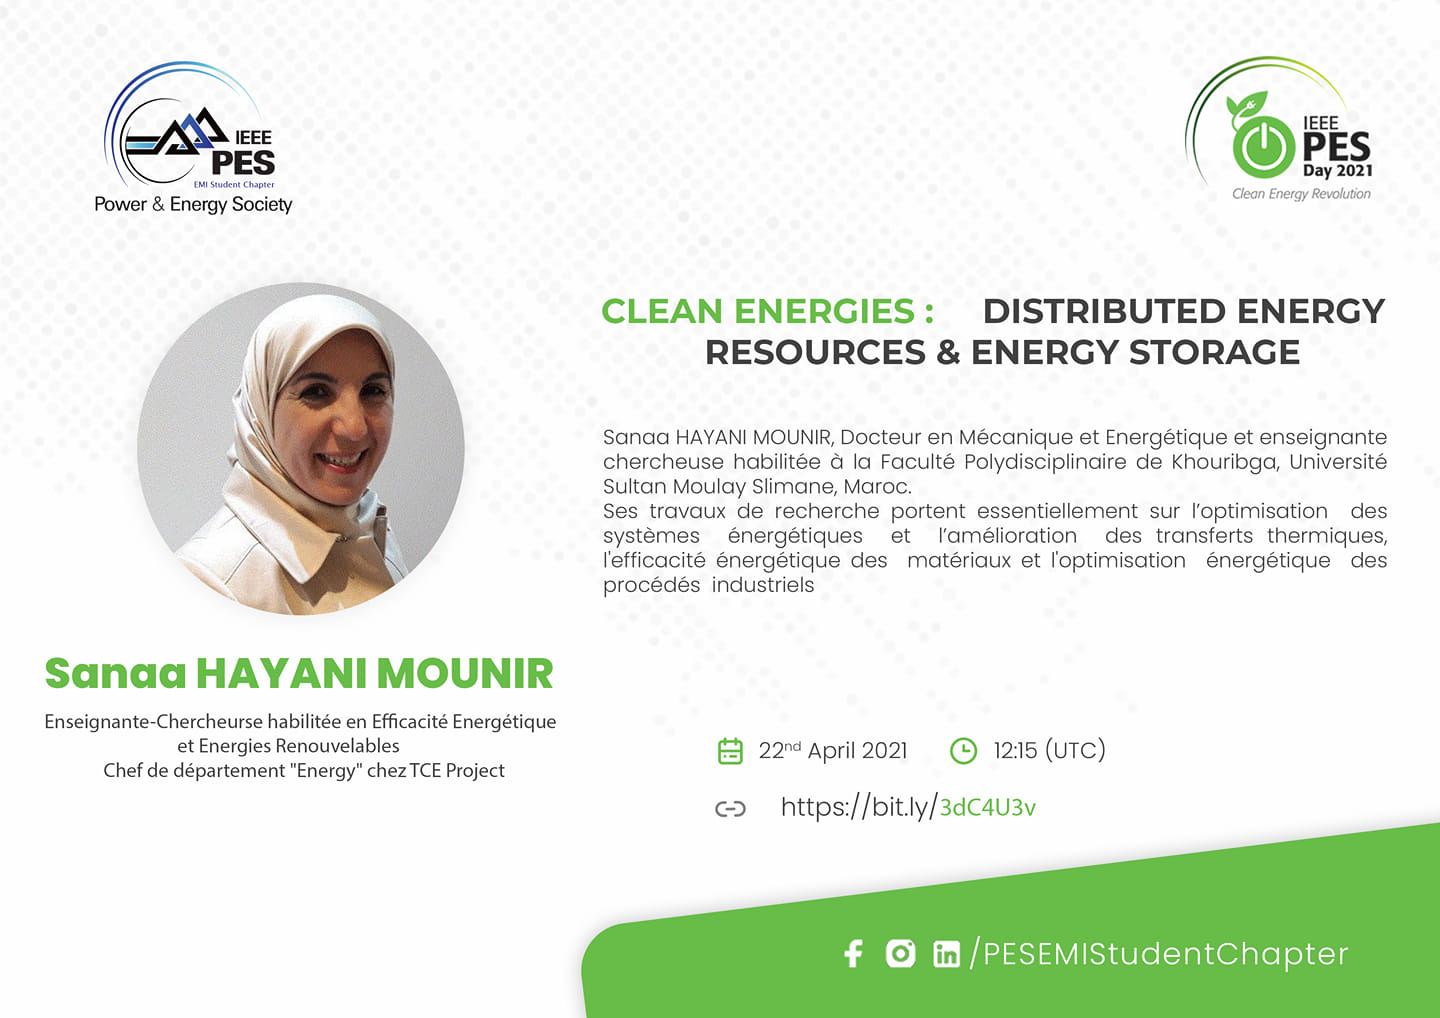 IEEE
PES
EMI Student Chapter
Power & Energy Society
IEEE
PES
Day 2021
Clean Energy Revolution
CLEAN ENERGIES : DISTRIBUTED ENERGY
RESOURCES & ENERGY STORAGE
Sanaa HAYANI MOUNIR, Docteur en Mécanique et Energétique et enseignante
chercheuse habilitée à la Faculté Polydisciplinaire de Khouribga, Université
Sultan Moulay Slimane, Maroc.
Ses travaux de recherche portent essentiellement sur l’optimisation des
systèmes énergétiques et l’amélioration des transferts thermiques,
l'efficacité énergétique des matériaux et l'optimisation énergétique des
procédés industriels
Sanaa HAYANI MOUNIR
Enseignante-Chercheurse habilitée en Efficacité Energétique
et Energies Renouvelables
Chef de département "Energy" chez TCE Project
22nd April 2021 12:15 (UTC)
https://bit.ly/3dC4U3v
/PESEMIStudentChapter